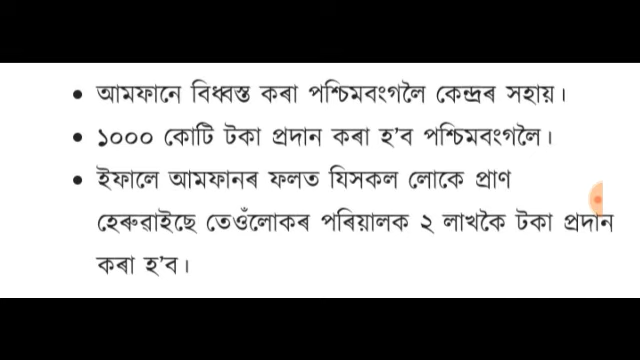 • আমফানে বিধ্বস্ত কৰা পশ্চিমবংগলৈ কেন্দ্ৰৰ সহায়।
• ১০০০ কোটি টকা প্ৰদান কৰা হ'ব পশ্চিমবংগলৈ।
• ইফালে আমফানৰ ফলত যিসকল লোকে প্ৰাণ
হেৰুৱাইছে তেওঁলোকৰ পৰিয়ালক ২ লাখকৈ টকা প্ৰদান
কৰা হ'ব।